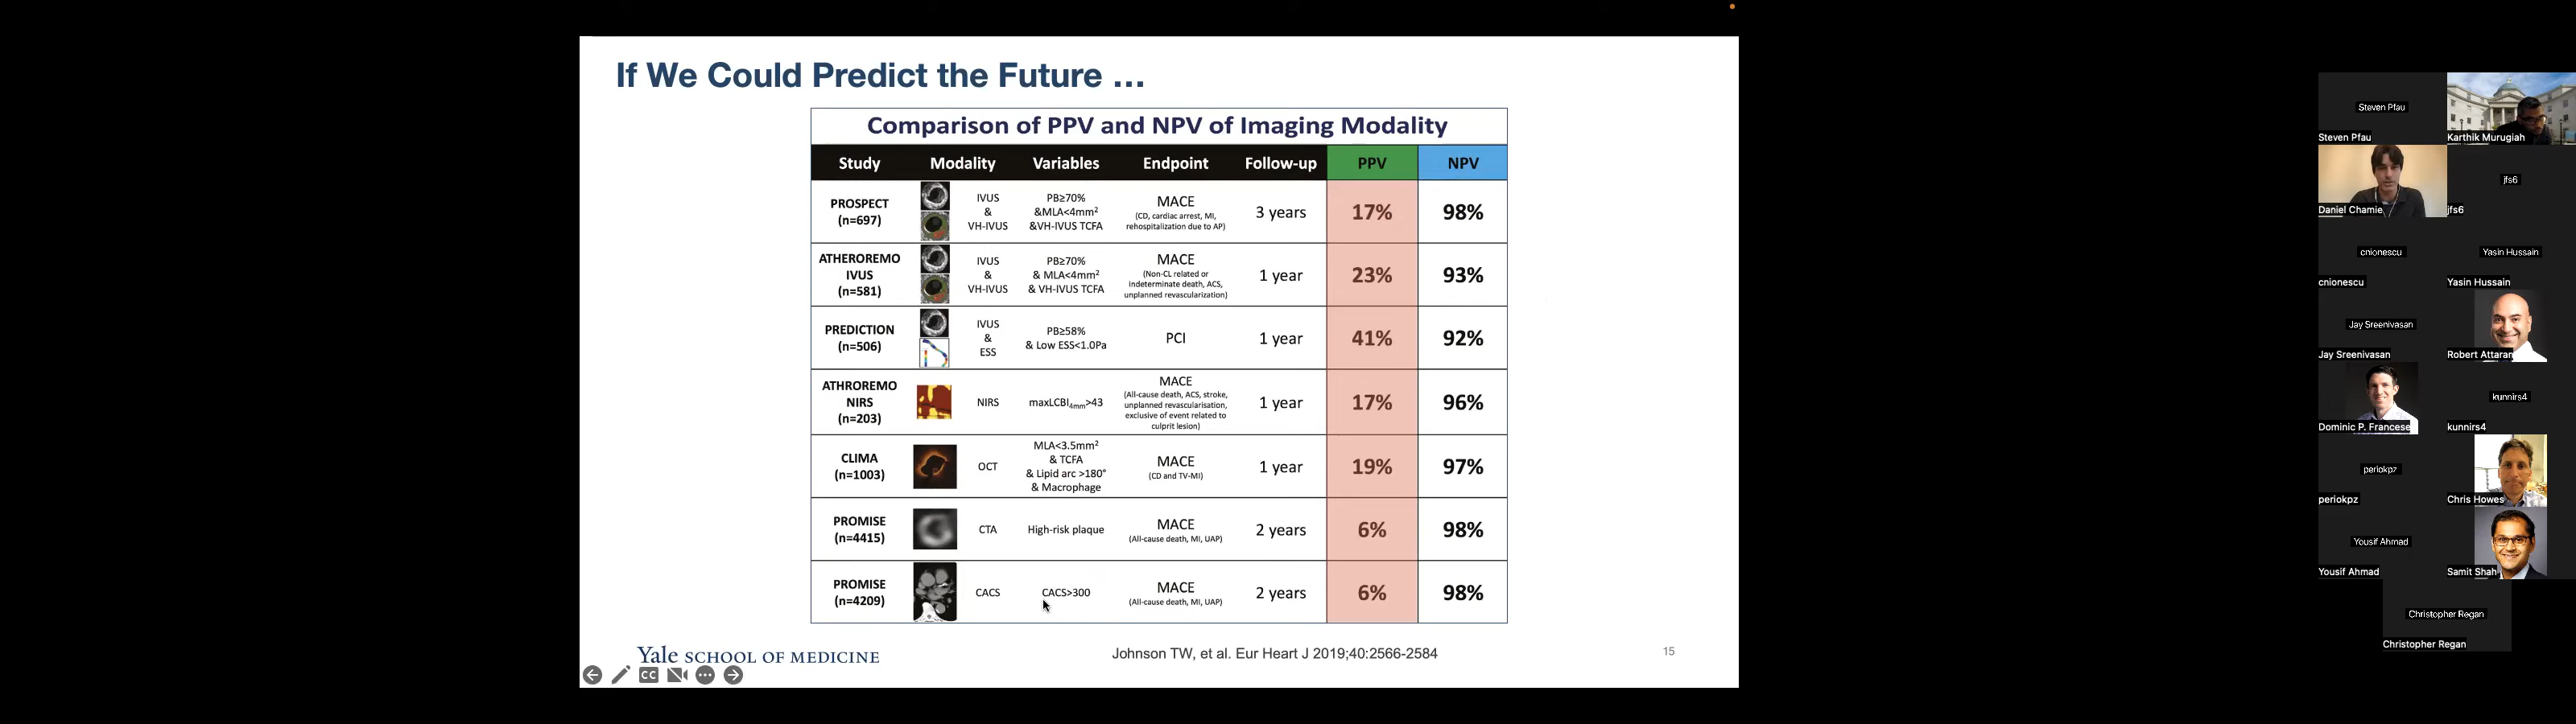 If We Could Predict the Future ...
Comparison of PPV and NPV of Imaging Modality
Study Modality Variables Endpoint Follow-up PPV NPV
PROSPECT
(n=697)
IVUS
&
VH-IVUS
PB≥70%
&MLA<4mm²
&VH-IVUS TCFA
MACE
(CD, cardiac arrest, MI,
rehospitalization due to AP)
3 years
17%
98%
ATHEROREMO
IVUS
(n=581)
IVUS
&
VH-IVUS
PB≥70%
& MLA<4mm²
& VH-IVUS TCFA
MACE
(Non-CL related or
indeterminate death, ACS,
unplanned revascularization)
1 year
23%
93%
PREDICTION
(n=506)
IVUS
&
ESS
PB≥58%
& Low ESS<1.0Pa
PCI
1 year
41%
92%
ATHROREMO
NIRS
(n=203)
NIRS
maxLCBI4mm>43
MACE
(All-cause death, ACS, stroke,
unplanned revascularisation,
exclusive of event related to
culprit lesion)
1 year
17%
96%
CLIMA
(n=1003)
OCT
MLA<3.5mm²
& TCFA
& Lipid arc >180°
& Macrophage
MACE
(CD and TV-MI)
1 year
19%
97%
PROMISE
(n=4415)
CTA
High-risk plaque
MACE
(All-cause death, MI, UAP)
2 years
6%
98%
PROMISE
(n=4209)
CACS
CACS>300
MACE
(All-cause death, MI, UAP)
2 years
6%
98%
Yale SCHOOL OF MEDICINE
Johnson TW, et al. Eur Heart J 2019;40:2566-2584
15
CC
Steven Pfau
Steven Pfau
Karthik Murugiah
Daniel Chamie
jfs6
jfs6
cnionescu
cnionescu
Yasin Hussain
Yasin Hussain
Jay Sreenivasan
Jay Sreenivasan
Robert Attaran
Dominic P. Francese
kunnirs4
kunnirs4
periokpz
periokpz
Chris Howes
Yousif Ahmad
Yousif Ahmad
Samit Shah
Christopher Regan
Christopher Regan